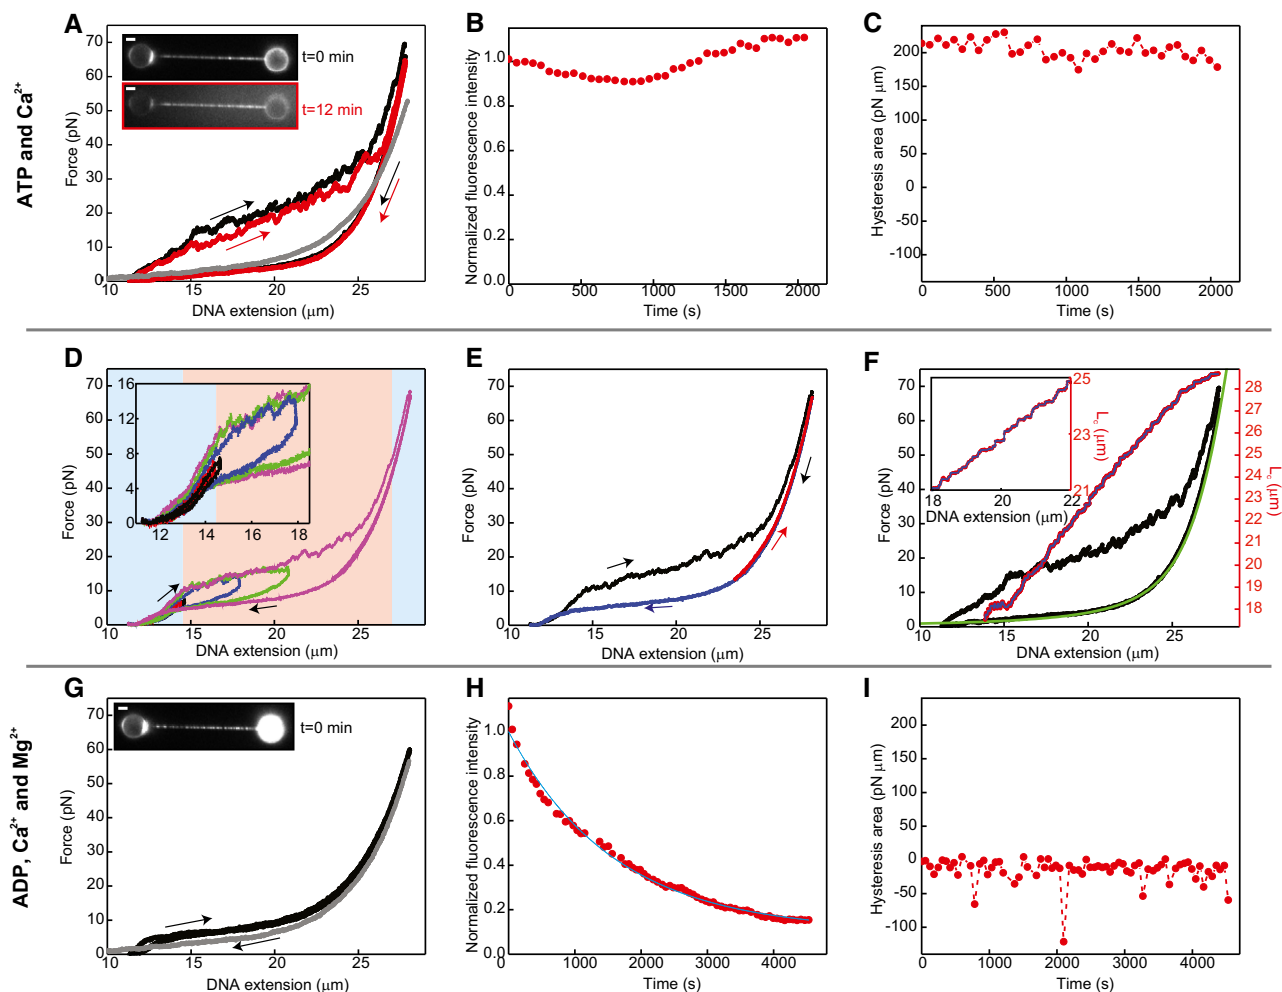 ATP and Ca²⁺
A
Force (pN)
70
60
50
40
30
20
10
0
t=0 min
t=12 min
10 15 20 25
DNA extension (μm)
B
Normalized fluorescence intensity
1.0
0.8
0.6
0.4
0.2
0.0
0 500 1000 1500 2000
Time (s)
C
Hysteresis area (pN μm)
200
150
100
50
0
-50
-100
0 500 1000 1500 2000
Time (s)
D
Force (pN)
70
60
50
40
30
20
10
0
16
12
8
4
0
12 14 16 18
10 15 20 25
DNA extension (μm)
E
Force (pN)
70
60
50
40
30
20
10
0
10 15 20 25
DNA extension (μm)
F
Force (pN)
70
60
50
40
30
20
10
0
25
23
21
L꜀ (μm)
18 20 22
DNA extension (μm)
28
27
26
25
24
23
22
21
20
19
18
L꜀ (μm)
10 15 20 25
DNA extension (μm)
ADP, Ca²⁺ and Mg²⁺
G
Force (pN)
70
60
50
40
30
20
10
0
t=0 min
10 15 20 25
DNA extension (μm)
H
Normalized fluorescence intensity
1.0
0.8
0.6
0.4
0.2
0.0
0 1000 2000 3000 4000
Time (s)
I
Hysteresis area (pN μm)
200
150
100
50
0
-50
-100
0 1000 2000 3000 4000
Time (s)